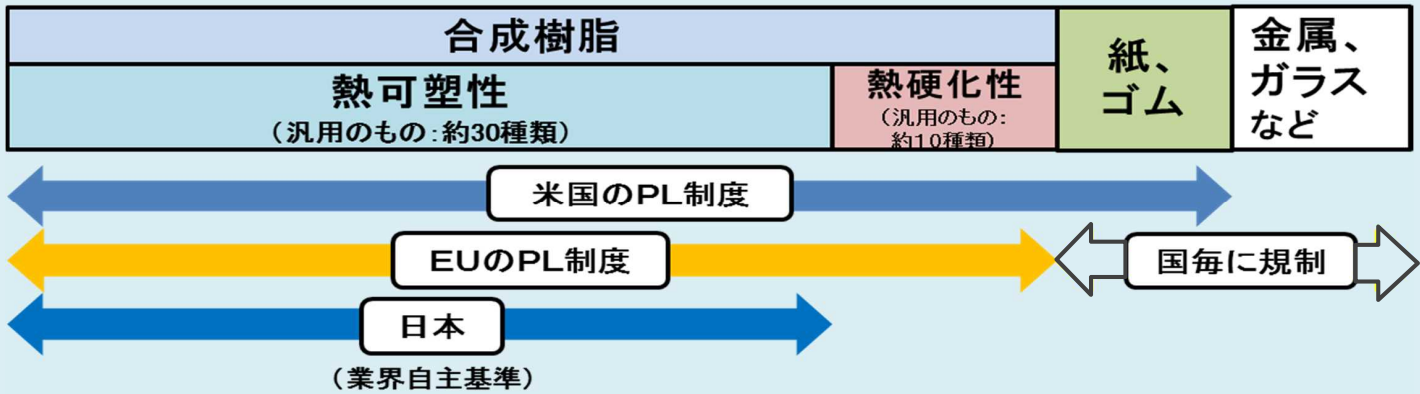 合成樹脂
熱可塑性
（汎用のもの：約30種類）
熱硬化性
（汎用のもの：
約10種類）
紙、
ゴム
金属、
ガラス
など
米国のPL制度
EUのPL制度
国毎に規制
日本
（業界自主基準）